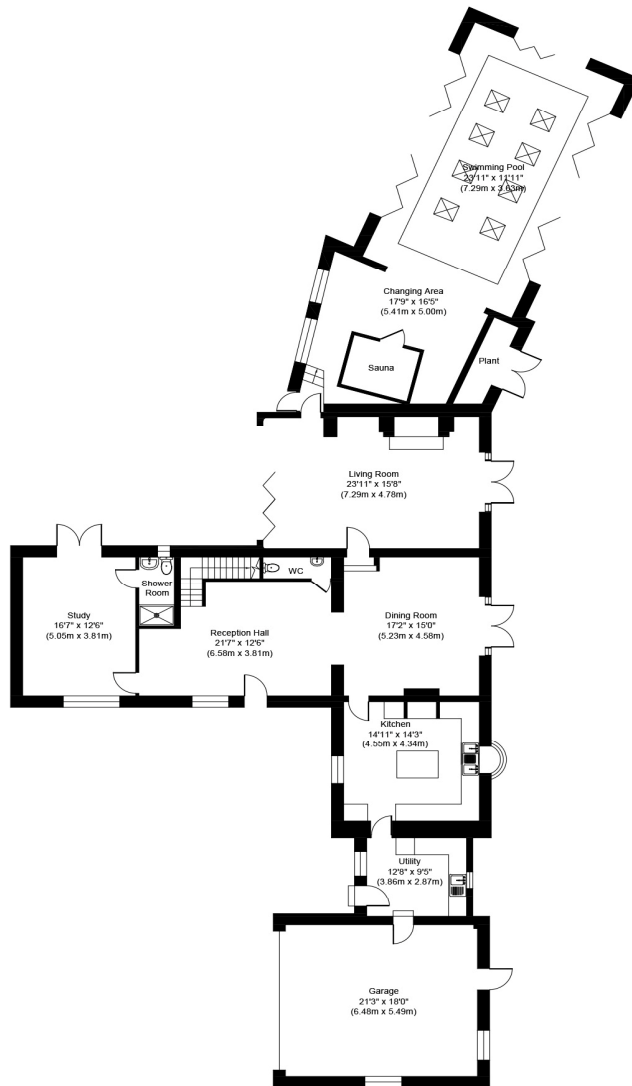 Swimming Pool
23'11" x 11'11"
(7.29m x 3.63m)
Changing Area
17'9" x 16'5"
(5.41m x 5.00m)
Sauna
Plant
Living Room
23'11" x 15'8"
(7.29m x 4.78m)
Shower
Room
WC
Study
16'7" x 12'6"
(5.05m x 3.81m)
Reception Hall
21'7" x 12'6"
(6.58m x 3.81m)
Dining Room
17'2" x 15'0"
(5.23m x 4.58m)
Kitchen
14'11" x 14'3"
(4.55m x 4.34m)
Utility
12'8" x 9'5"
(3.86m x 2.87m)
Garage
21'3" x 18'0"
(6.48m x 5.49m)